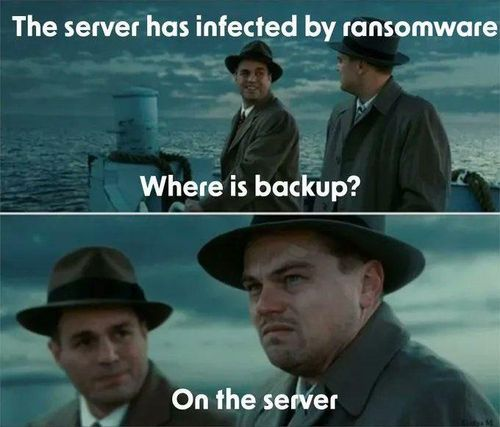 The server has infected by ransomware
Where is backup?
On the server